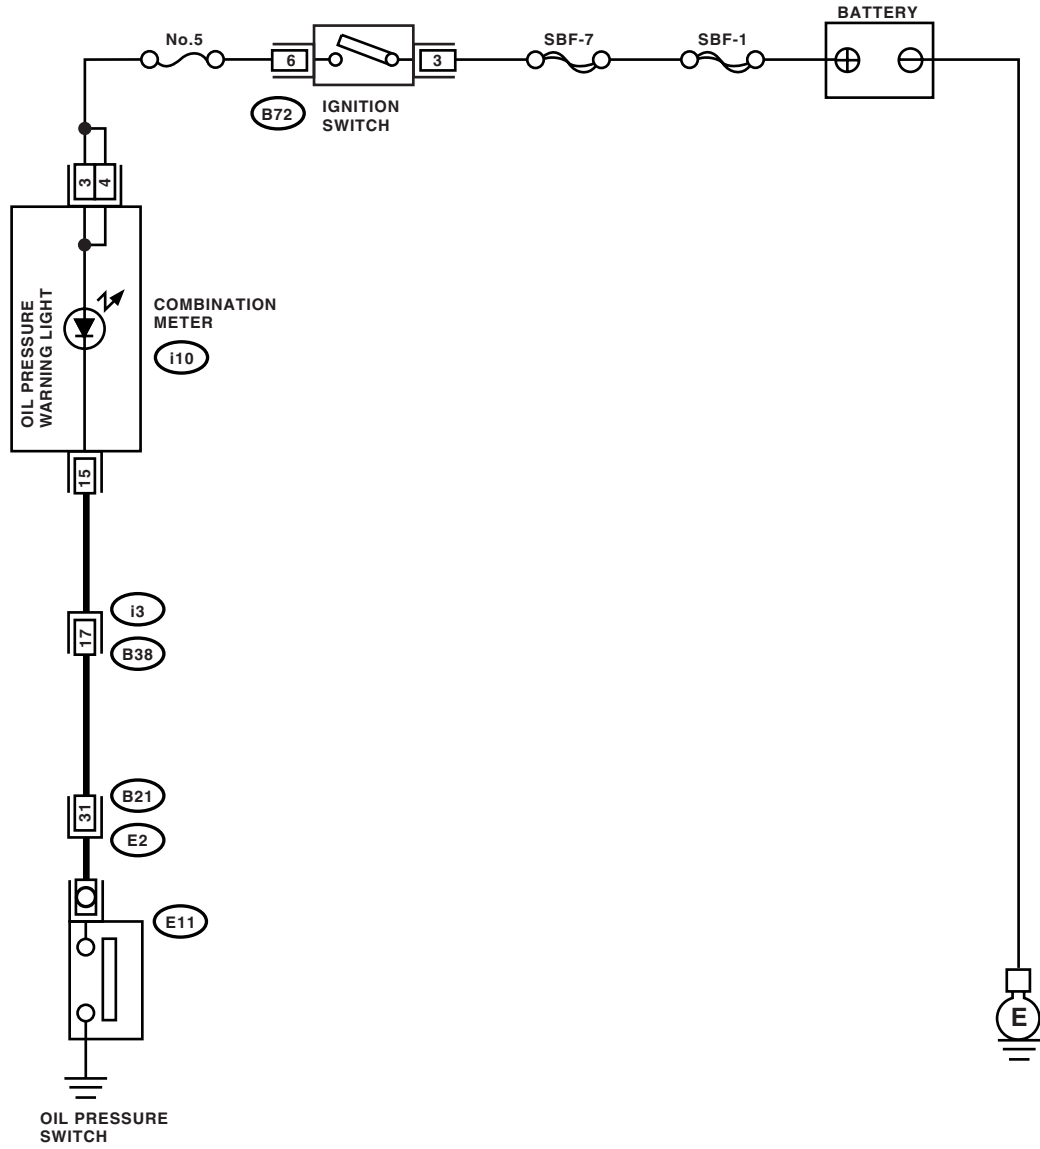 BATTERY
No.5
SBF-7
SBF-1
6
3
B72
IGNITION
SWITCH
3
4
OIL PRESSURE
WARNING LIGHT
COMBINATION
METER
i10
15
i3
17
B38
B21
31
E2
E11
E
OIL PRESSURE
SWITCH